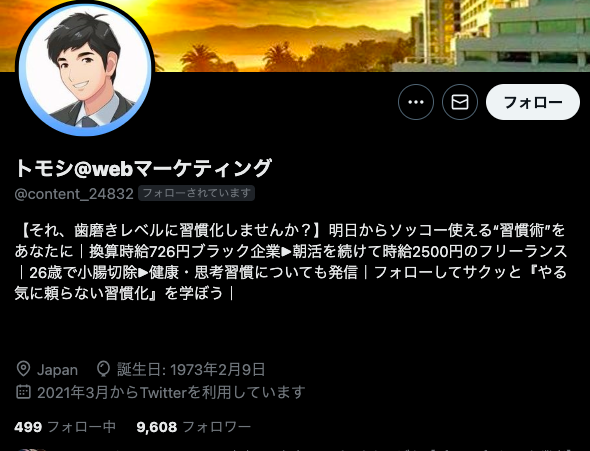 フォロー
トモシ@webマーケティング
@content_24832 フォローされています
【それ、歯磨きレベルに習慣化しませんか？】明日からソッコー使える“習慣術”を
あなたに｜換算時給726円ブラック企業▶朝活を続けて時給2500円のフリーランス
｜26歳で小腸切除▶健康・思考習慣についても発信｜フォローしてサクッと『やる
気に頼らない習慣化』を学ぼう｜
Japan 誕生日: 1973年2月9日
2021年3月からTwitterを利用しています
499 フォロー中 9,608 フォロワー